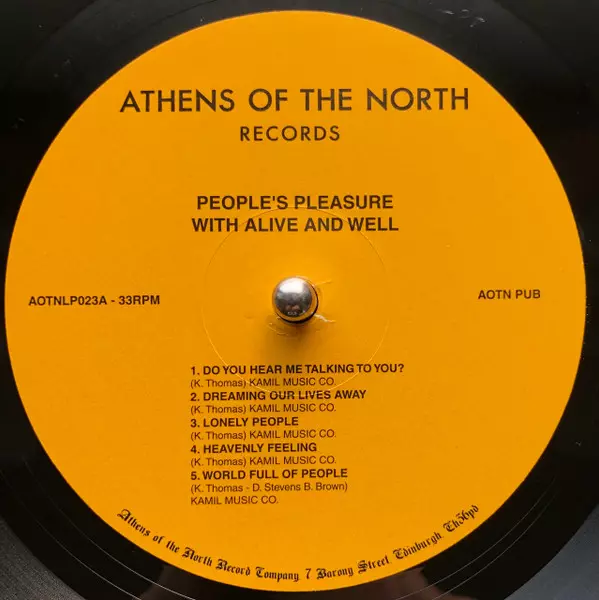 ATHENS OF THE NORTH
RECORDS
PEOPLE'S PLEASURE
WITH ALIVE AND WELL
AOTNLP023A - 33RPM
AOTN PUB
1. DO YOU HEAR ME TALKING TO YOU?
(K. Thomas) KAMIL MUSIC CO.
2. DREAMING OUR LIVES AWAY
(K. Thomas) KAMIL MUSIC CO.
3. LONELY PEOPLE
(K. Thomas) KAMIL MUSIC CO.
4. HEAVENLY FEELING
(K. Thomas) KAMIL MUSIC CO.
5. WORLD FULL OF PEOPLE
(K. Thomas - D. Stevens B. Brown)
KAMIL MUSIC CO.
Athens of the North Record Company, 7 Barony Street, Edinburgh, Eh36pd